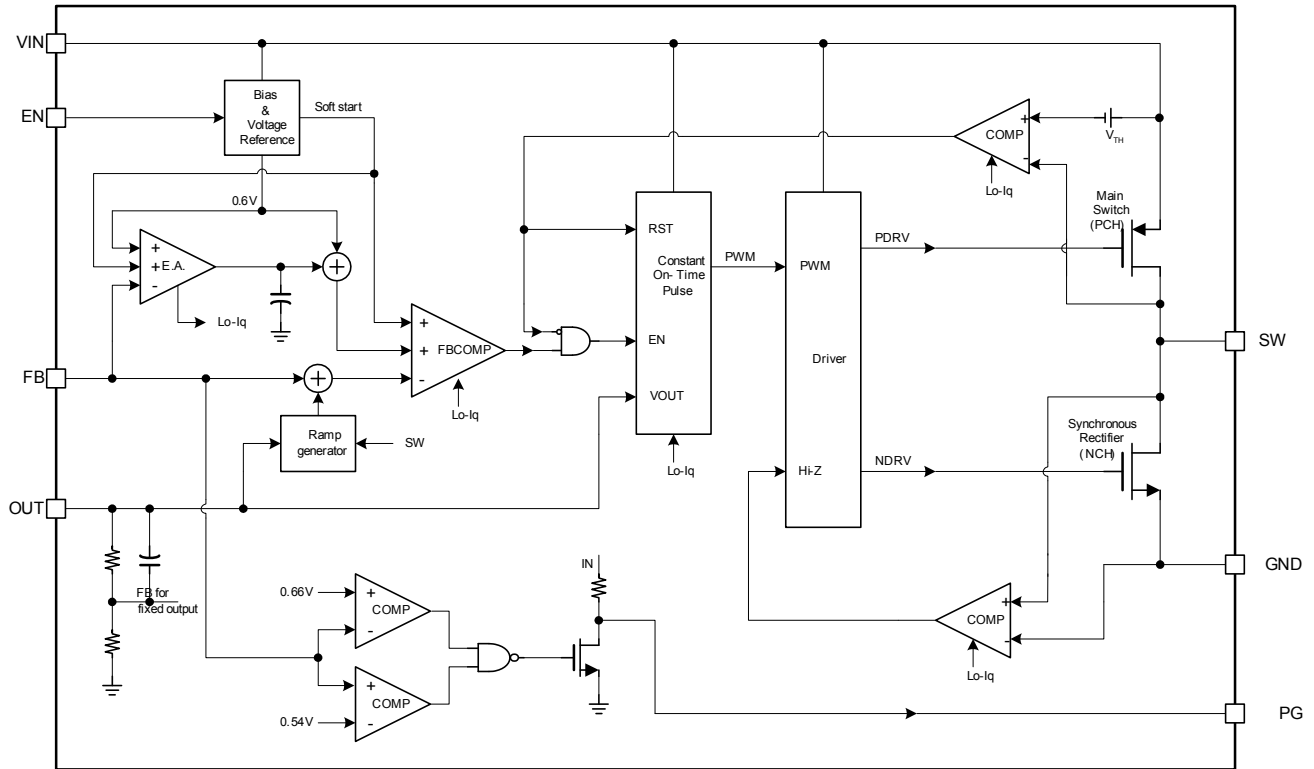 VIN
EN
Bias
&
Voltage
Reference
Soft start
0.6V
+
+ E.A.
-
Lo-Iq
+
+
+ FBCOMP
-
Lo-Iq
FB
+
Ramp
generator
SW
OUT
FB for
fixed output
RST
Constant
On- Time
Pulse
EN
VOUT
Lo-Iq
PWM
PWM
Driver
Hi-Z
PDRV
NDRV
+
COMP
-
Lo-Iq
VTH
Main
Switch
(PCH)
SW
Synchronous
Rectifier
(NCH)
GND
+
COMP
-
Lo-Iq
0.66V
+
COMP
-
+
COMP
-
0.54V
IN
PG